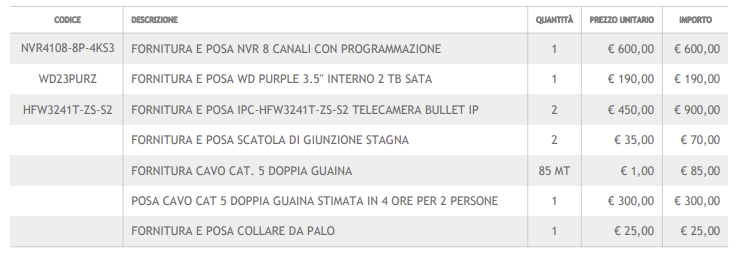 CODICE DESCRIZIONE QUANTITÀ PREZZO UNITARIO IMPORTO
NVR4108-8P-4KS3 FORNITURA E POSA NVR 8 CANALI CON PROGRAMMAZIONE 1 € 600,00 € 600,00
WD23PURZ FORNITURA E POSA WD PURPLE 3.5" INTERNO 2 TB SATA 1 € 190,00 € 190,00
HFW3241T-ZS-S2 FORNITURA E POSA IPC-HFW3241T-ZS-S2 TELECAMERA BULLET IP 2 € 450,00 € 900,00
FORNITURA E POSA SCATOLA DI GIUNZIONE STAGNA 2 € 35,00 € 70,00
FORNITURA CAVO CAT. 5 DOPPIA GUAINA 85 MT € 1,00 € 85,00
POSA CAVO CAT 5 DOPPIA GUAINA STIMATA IN 4 ORE PER 2 PERSONE 1 € 300,00 € 300,00
FORNITURA E POSA COLLARE DA PALO 1 € 25,00 € 25,00